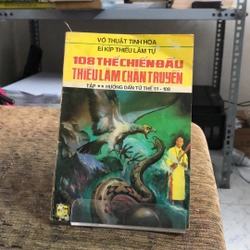 VÕ THUẬT TINH HOA
BÍ KÍP THIẾU LÂM TỰ
108 THẾ CHIẾN ĐẤU
THIẾU LÂM CHÂN TRUYỀN
TẬP ** HƯỚNG DẪN TỪ THẾ 51 - 108